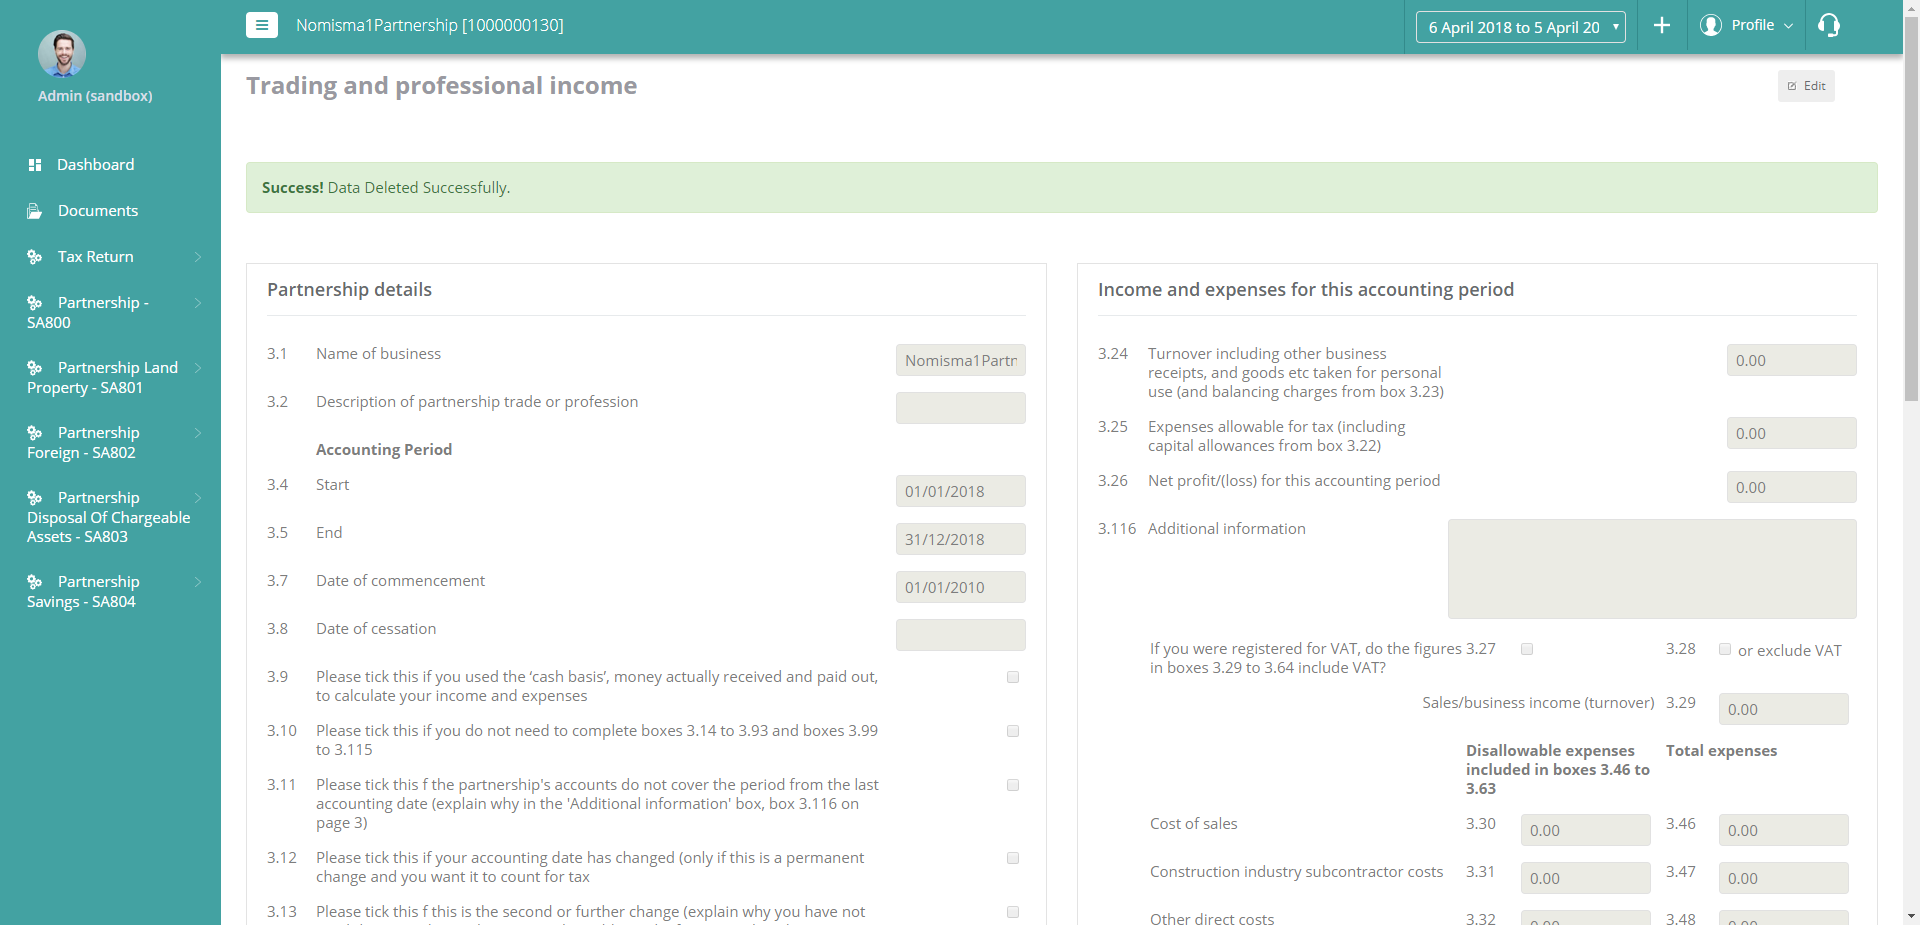 Nomisma1Partnership [1000000130]
6 April 2018 to 5 April 20
Profile
Admin (sandbox)
Dashboard
Documents
Tax Return
Partnership -
SA800
Partnership Land
Property - SA801
Partnership
Foreign - SA802
Partnership
Disposal Of Chargeable
Assets - SA803
Partnership
Savings - SA804
Trading and professional income
Edit
Success! Data Deleted Successfully.
Partnership details
3.1 Name of business Nomisma1Partn
3.2 Description of partnership trade or profession
Accounting Period
3.4 Start 01/01/2018
3.5 End 31/12/2018
3.7 Date of commencement 01/01/2010
3.8 Date of cessation
3.9 Please tick this if you used the ‘cash basis’, money actually received and paid out,
to calculate your income and expenses
3.10 Please tick this if you do not need to complete boxes 3.14 to 3.93 and boxes 3.99
to 3.115
3.11 Please tick this f the partnership's accounts do not cover the period from the last
accounting date (explain why in the 'Additional information' box, box 3.116 on
page 3)
3.12 Please tick this if your accounting date has changed (only if this is a permanent
change and you want it to count for tax
3.13 Please tick this f this is the second or further change (explain why you have not
Income and expenses for this accounting period
3.24 Turnover including other business 0.00
receipts, and goods etc taken for personal
use (and balancing charges from box 3.23)
3.25 Expenses allowable for tax (including 0.00
capital allowances from box 3.22)
3.26 Net profit/(loss) for this accounting period 0.00
3.116 Additional information
If you were registered for VAT, do the figures 3.27 3.28 or exclude VAT
in boxes 3.29 to 3.64 include VAT?
Sales/business income (turnover) 3.29 0.00
Disallowable expenses Total expenses
included in boxes 3.46 to
3.63
Cost of sales 3.30 0.00 3.46 0.00
Construction industry subcontractor costs 3.31 0.00 3.47 0.00
Other direct costs 3.32 0.00 3.48 0.00